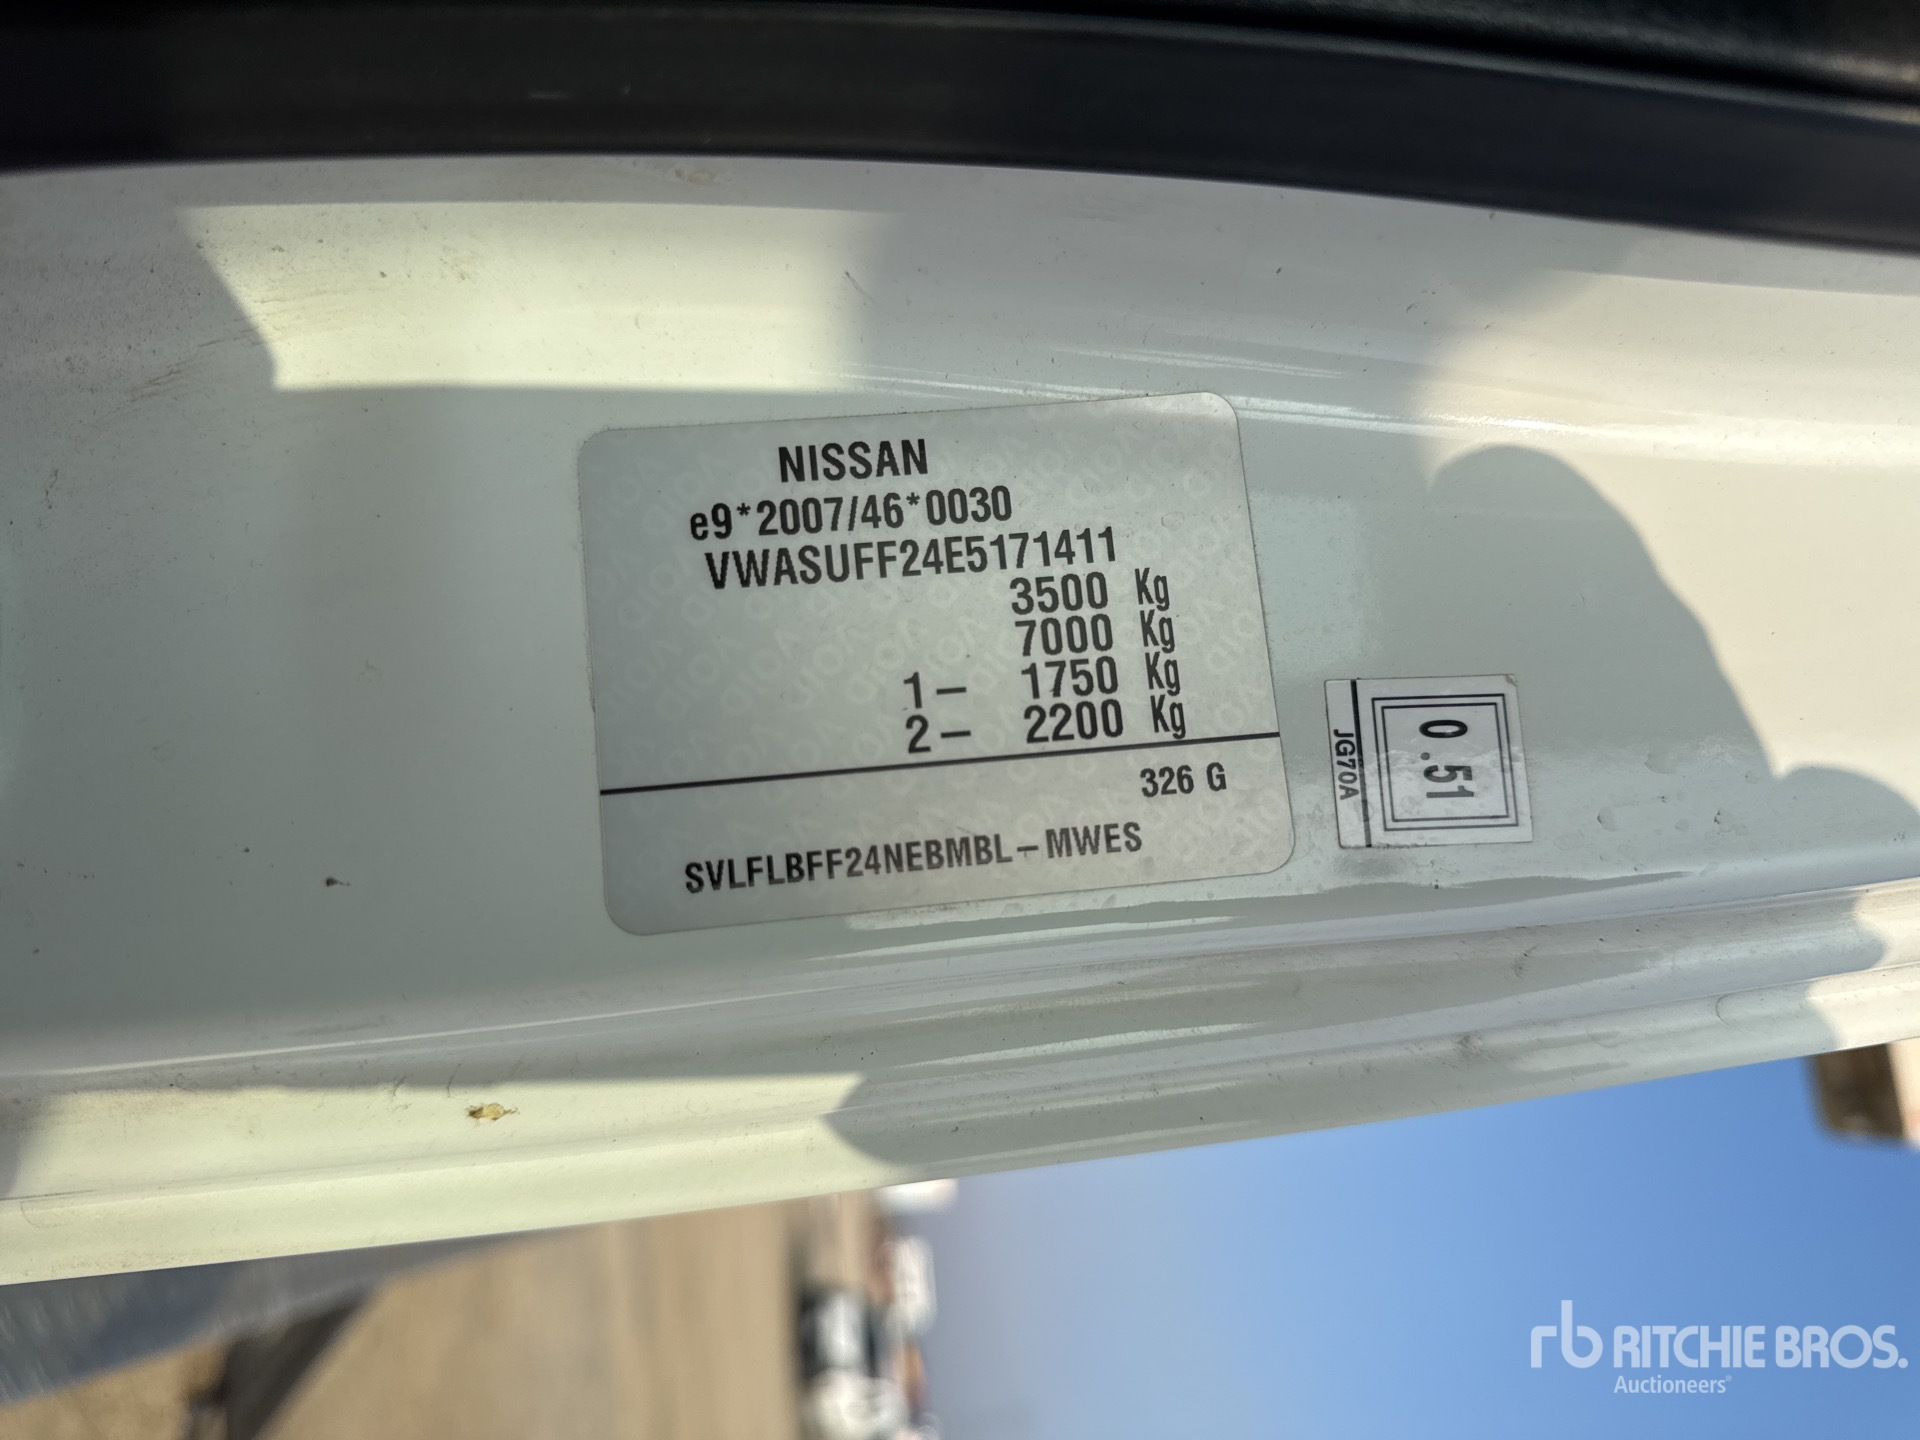 NISSAN
e9*2007/46*0030
VWASUFF24E5171411
3500 Kg
7000 Kg
1- 1750 Kg
2- 2200 Kg
326 G
SVLFLBFF24NEBMBL-MWES
0.51
JG70A
rb RITCHIE BROS.
Auctioneers